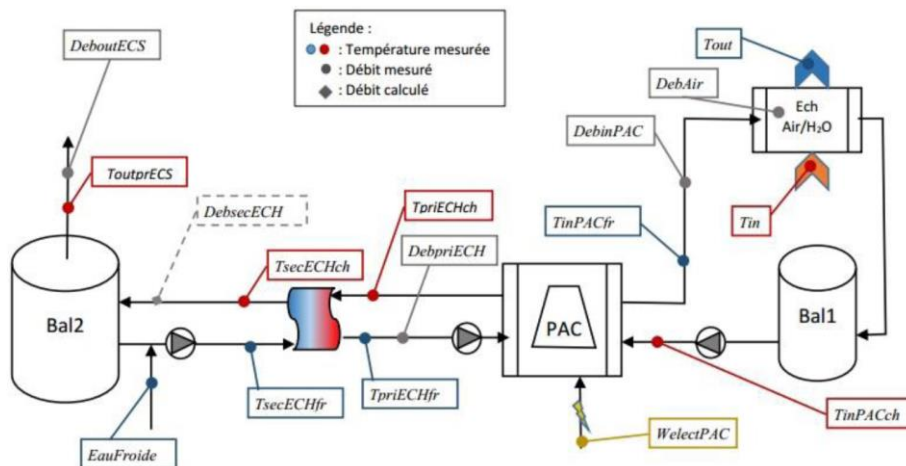 DeboutECS
Légende :
: Température mesurée
: Débit mesuré
: Débit calculé
Tout
DebAir
Ech
Air/H₂O
DebinPAC
ToutprECS
DebsecECH
TpriECHch
TinPACfr
Tin
TsecECHch
DebpriECH
Bal2
PAC
Bal1
TsecECHfr
TpriECHfr
TinPACch
EauFroide
WelectPAC